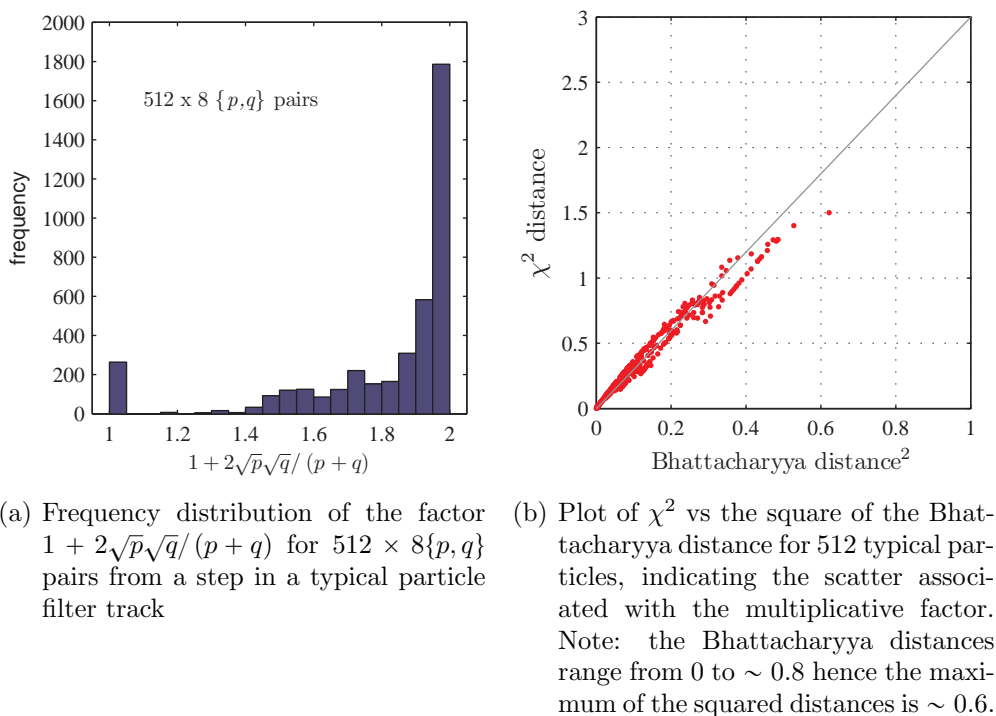 2000
1800
1600
1400
1200
1000
800
600
400
200
0
frequency
512 x 8 {p,q} pairs
1 1.2 1.4 1.6 1.8 2
1 + 2√p√q/ (p + q)
3
2.5
2
1.5
1
0.5
0
χ² distance
0 0.2 0.4 0.6 0.8 1
Bhattacharyya distance²
(a) Frequency distribution of the factor
1 + 2√p√q/ (p + q) for 512 × 8{p, q}
pairs from a step in a typical particle
filter track
(b) Plot of χ² vs the square of the Bhat-
tacharyya distance for 512 typical par-
ticles, indicating the scatter associ-
ated with the multiplicative factor.
Note: the Bhattacharyya distances
range from 0 to ∼ 0.8 hence the maxi-
mum of the squared distances is ∼ 0.6.